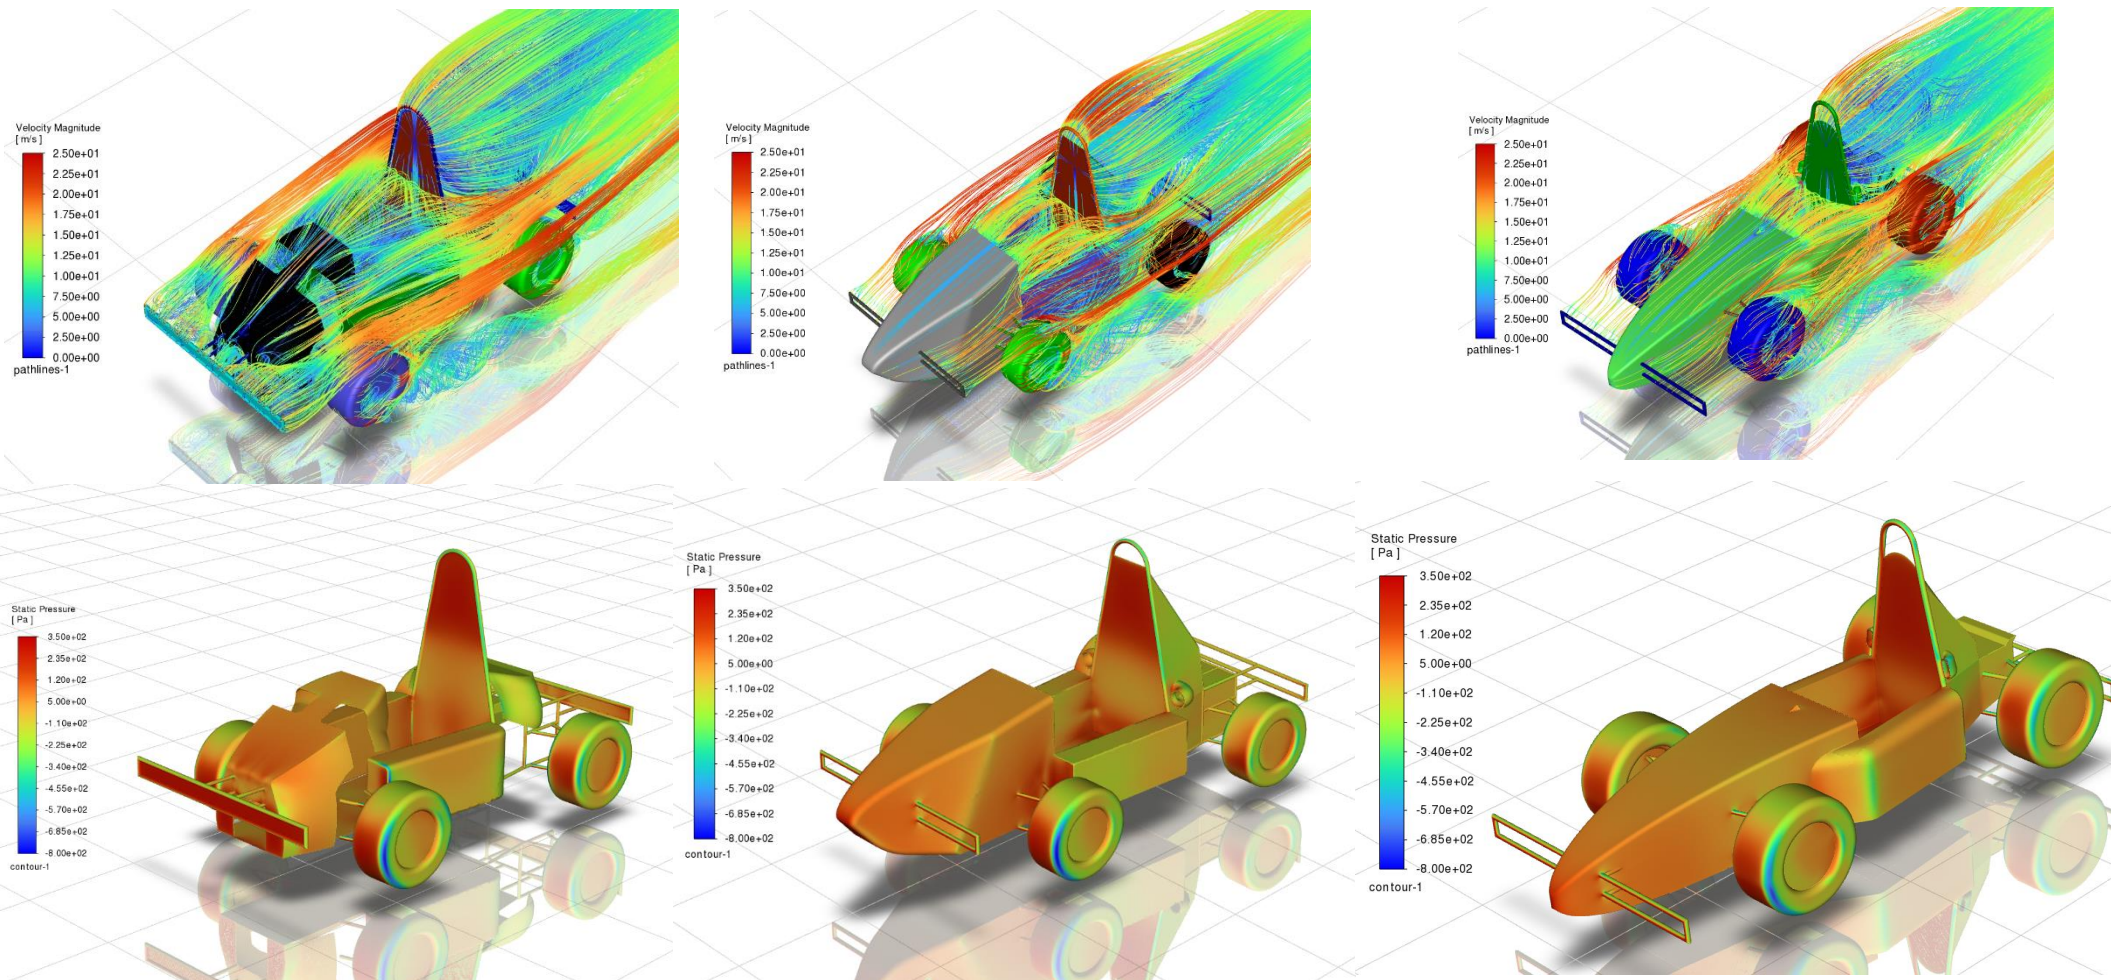 Velocity Magnitude
[ m/s ]
2.50e+01
2.25e+01
2.00e+01
1.75e+01
1.50e+01
1.25e+01
1.00e+01
7.50e+00
5.00e+00
2.50e+00
0.00e+00
pathlines-1
Velocity Magnitude
[ m/s ]
2.50e+01
2.25e+01
2.00e+01
1.75e+01
1.50e+01
1.25e+01
1.00e+01
7.50e+00
5.00e+00
2.50e+00
0.00e+00
pathlines-1
Velocity Magnitude
[ m/s ]
2.50e+01
2.25e+01
2.00e+01
1.75e+01
1.50e+01
1.25e+01
1.00e+01
7.50e+00
5.00e+00
2.50e+00
0.00e+00
pathlines-1
Static Pressure
[ Pa ]
3.50e+02
2.35e+02
1.20e+02
5.00e+00
-1.10e+02
-2.25e+02
-3.40e+02
-4.55e+02
-5.70e+02
-6.85e+02
-8.00e+02
contour-1
Static Pressure
[ Pa ]
3.50e+02
2.35e+02
1.20e+02
5.00e+00
-1.10e+02
-2.25e+02
-3.40e+02
-4.55e+02
-5.70e+02
-6.85e+02
-8.00e+02
contour-1
Static Pressure
[ Pa ]
3.50e+02
2.35e+02
1.20e+02
5.00e+00
-1.10e+02
-2.25e+02
-3.40e+02
-4.55e+02
-5.70e+02
-6.85e+02
-8.00e+02
contour-1